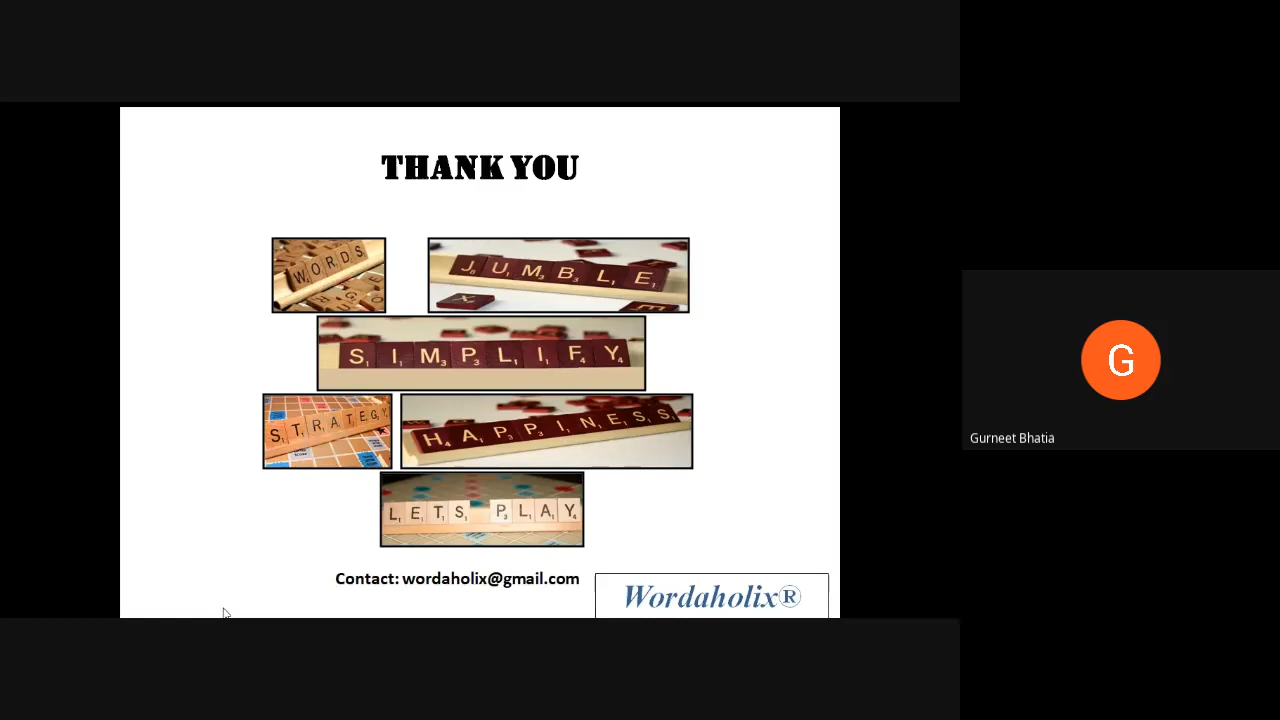 THANK YOU
WORDS
JUMBLE
SIMPLIFY
STRATEGY
HAPPINESS
LETS PLAY
Contact: wordaholix@gmail.com
Wordaholix®
G
Gurneet Bhatia